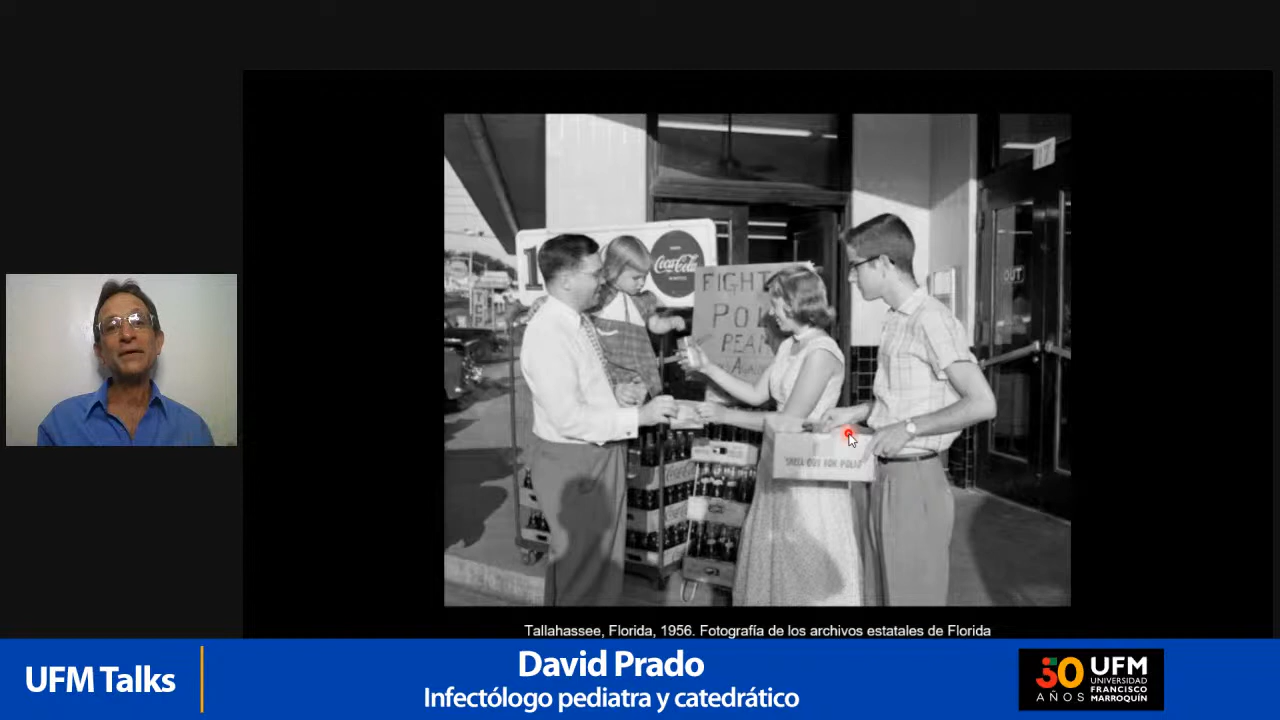 Coca-Cola
FIGHT
OUT
17
"SHELL OUT FOR POLIO"
Tallahassee, Florida, 1956. Fotografía de los archivos estatales de Florida
UFM Talks
David Prado
Infectólogo pediatra y catedrático
50
AÑOS
UFM
UNIVERSIDAD
FRANCISCO
MARROQUÍN